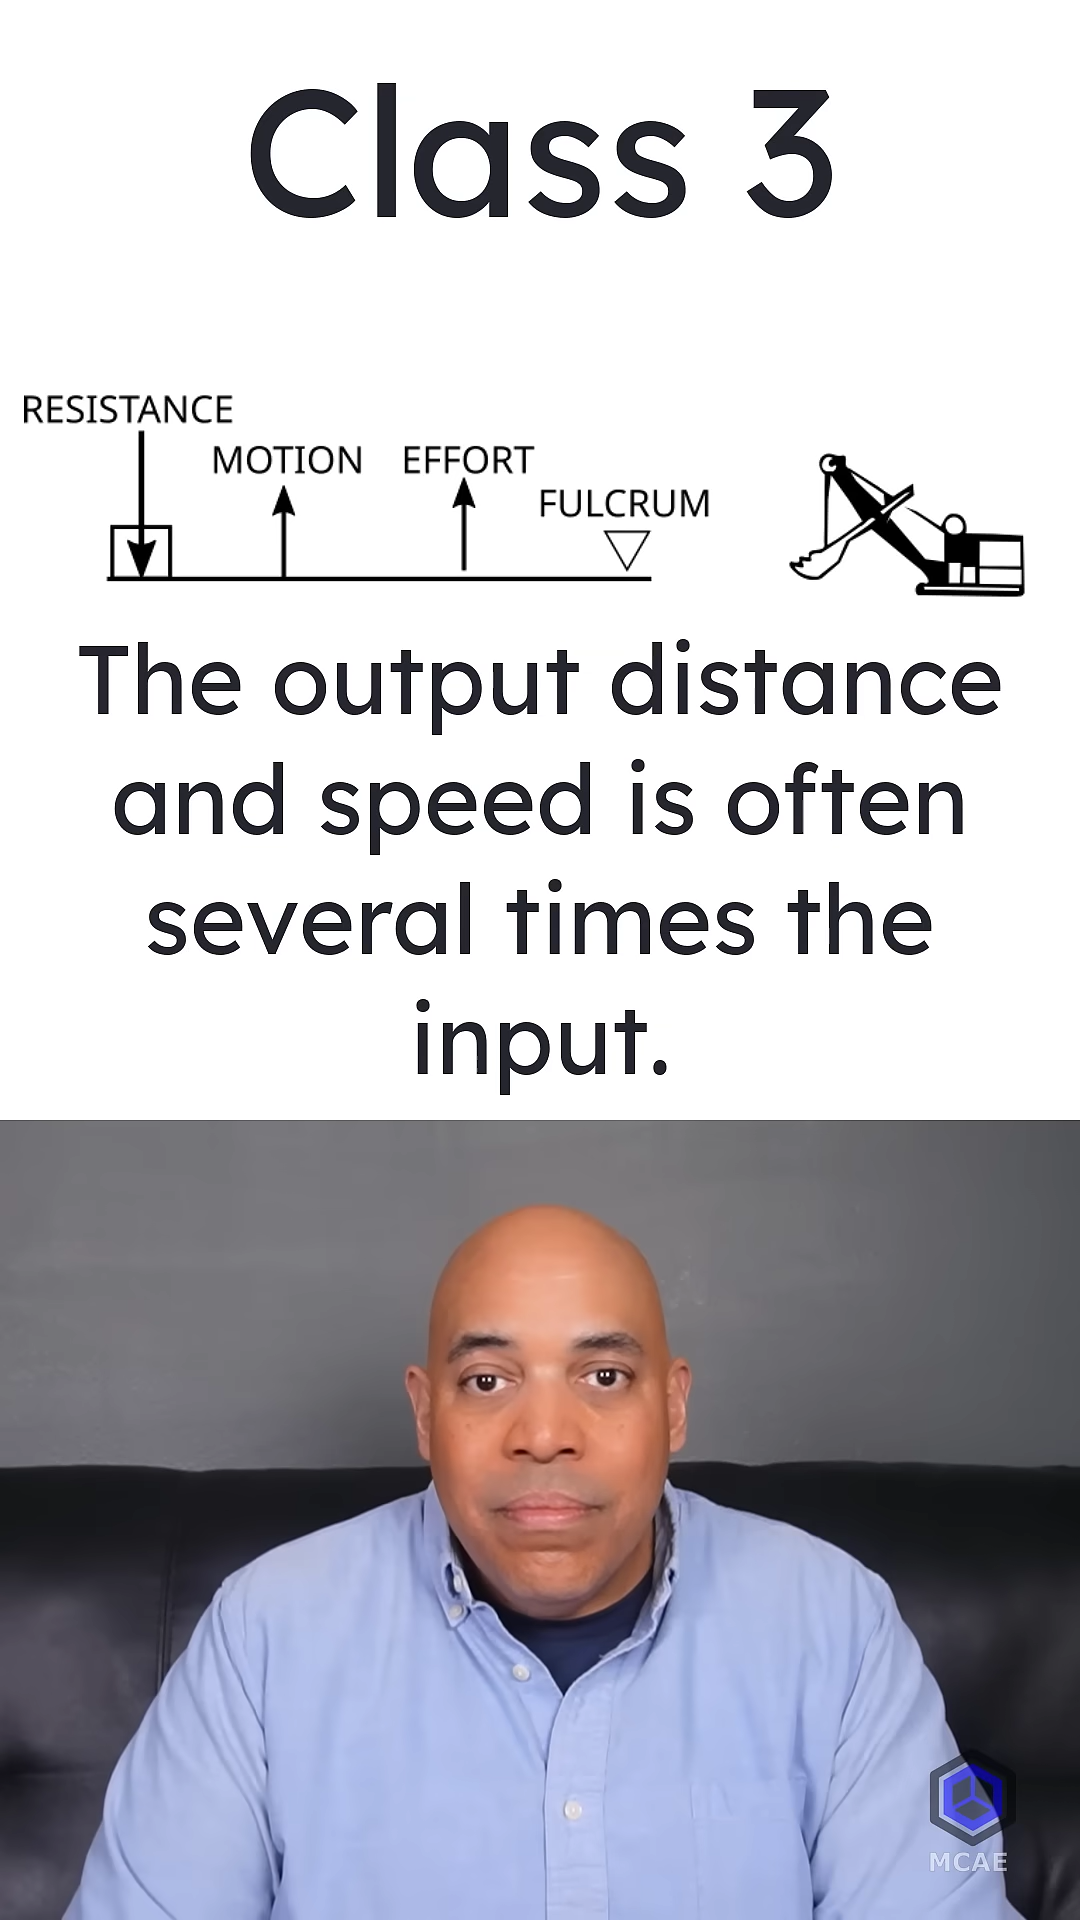 Class 3
RESISTANCE
MOTION
EFFORT
FULCRUM
The output distance
and speed is often
several times the
input.
MCAE